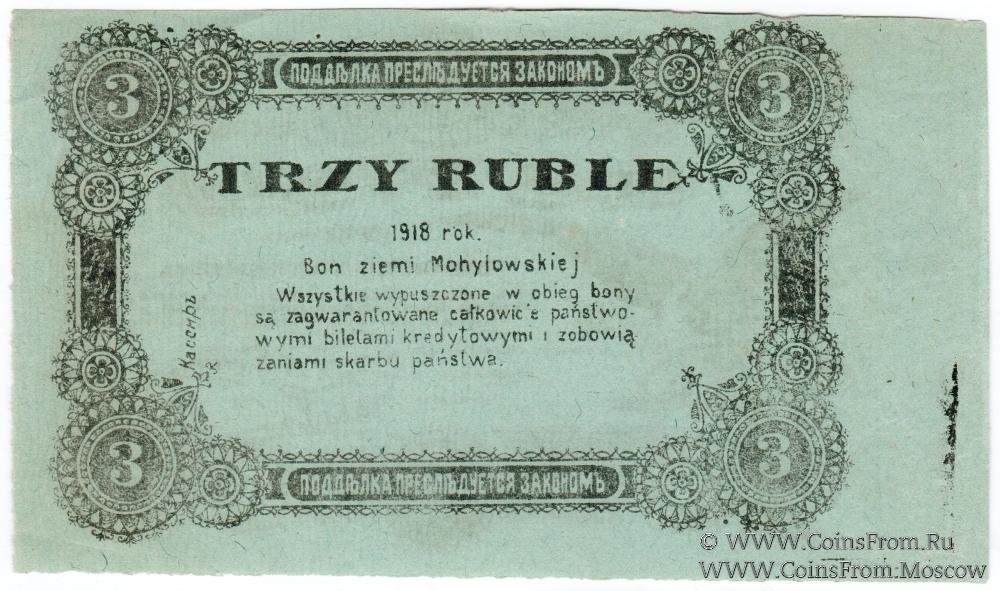 3 ПОДДѢЛКА ПРЕСЛѢДУЕТСЯ ЗАКОНОМЪ 3
TRZY RUBLE
1918 rok.
Bon ziemi Mohylowskiej
Wszystkie wypuszczone w obieg bony
są zagwarantowane całkowic'e państwo-
wymi biletami kredytowymi i zobowią.
zaniami skarbu państwa.
Кассиръ
3 ПОДДѢЛКА ПРЕСЛѢДУЕТСЯ ЗАКОНОМЪ 3
© WWW.CoinsFrom.Ru
WWW.CoinsFrom.Moscow